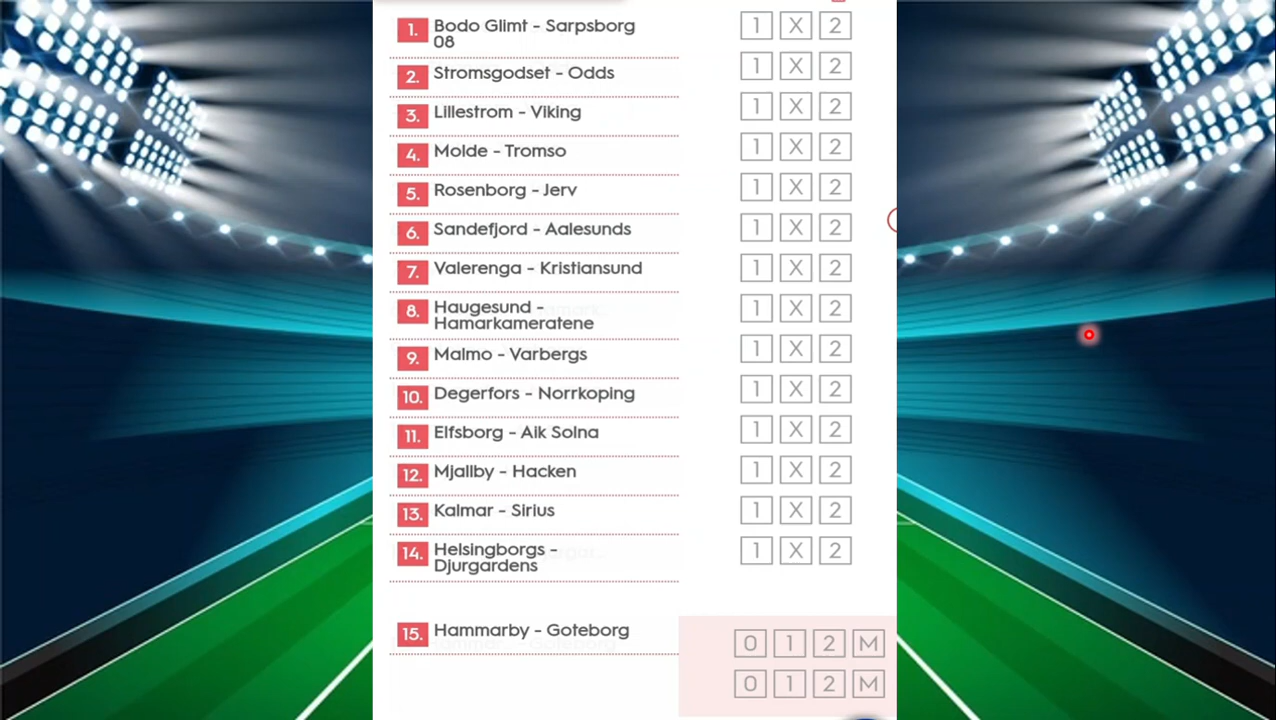 1. Bodo Glimt - Sarpsborg 1 X 2
08
2. Stromsgodset - Odds 1 X 2
3. Lillestrom - Viking 1 X 2
4. Molde - Tromso 1 X 2
5. Rosenborg - Jerv 1 X 2
6. Sandefjord - Aalesunds 1 X 2
7. Valerenga - Kristiansund 1 X 2
8. Haugesund - 1 X 2
Hamarkameratene
9. Malmo - Varbergs 1 X 2
10. Degerfors - Norrkoping 1 X 2
11. Elfsborg - Aik Solna 1 X 2
12. Mjallby - Hacken 1 X 2
13. Kalmar - Sirius 1 X 2
14. Helsingborgs - 1 X 2
Djurgardens
15. Hammarby - Goteborg 0 1 2 M
0 1 2 M